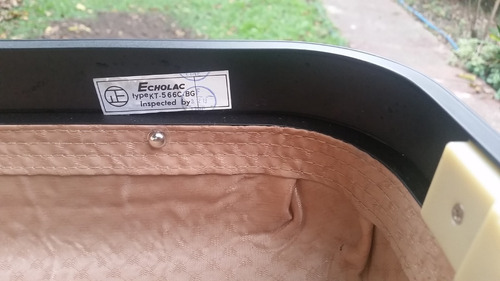 ECHOLAC
type KT-566C-BG
Inspected by